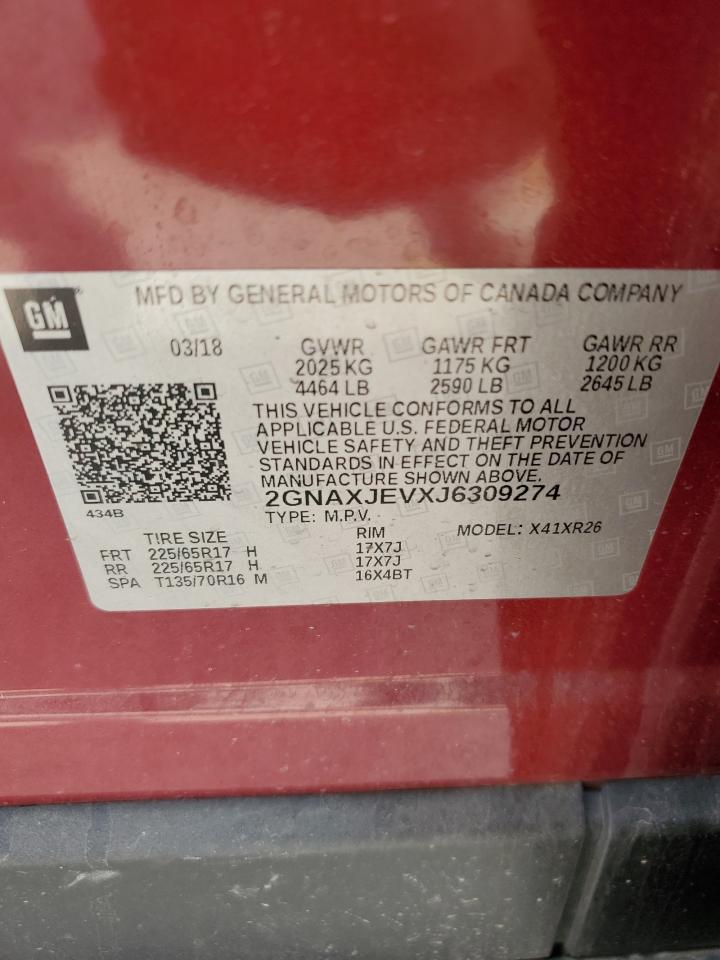 GM
MFD BY GENERAL MOTORS OF CANADA COMPANY
03/18 GVWR GAWR FRT GAWR RR
2025 KG 1175 KG 1200 KG
4464 LB 2590 LB 2645 LB
THIS VEHICLE CONFORMS TO ALL
APPLICABLE U.S. FEDERAL MOTOR
VEHICLE SAFETY AND THEFT PREVENTION
STANDARDS IN EFFECT ON THE DATE OF
MANUFACTURE SHOWN ABOVE.
2GNAXJEVXJ6309274
434B
TYPE: M.P.V. MODEL: X41XR26
TIRE SIZE RIM
FRT 225/65R17 H 17X7J
RR 225/65R17 H 17X7J
SPA T135/70R16 M 16X4BT